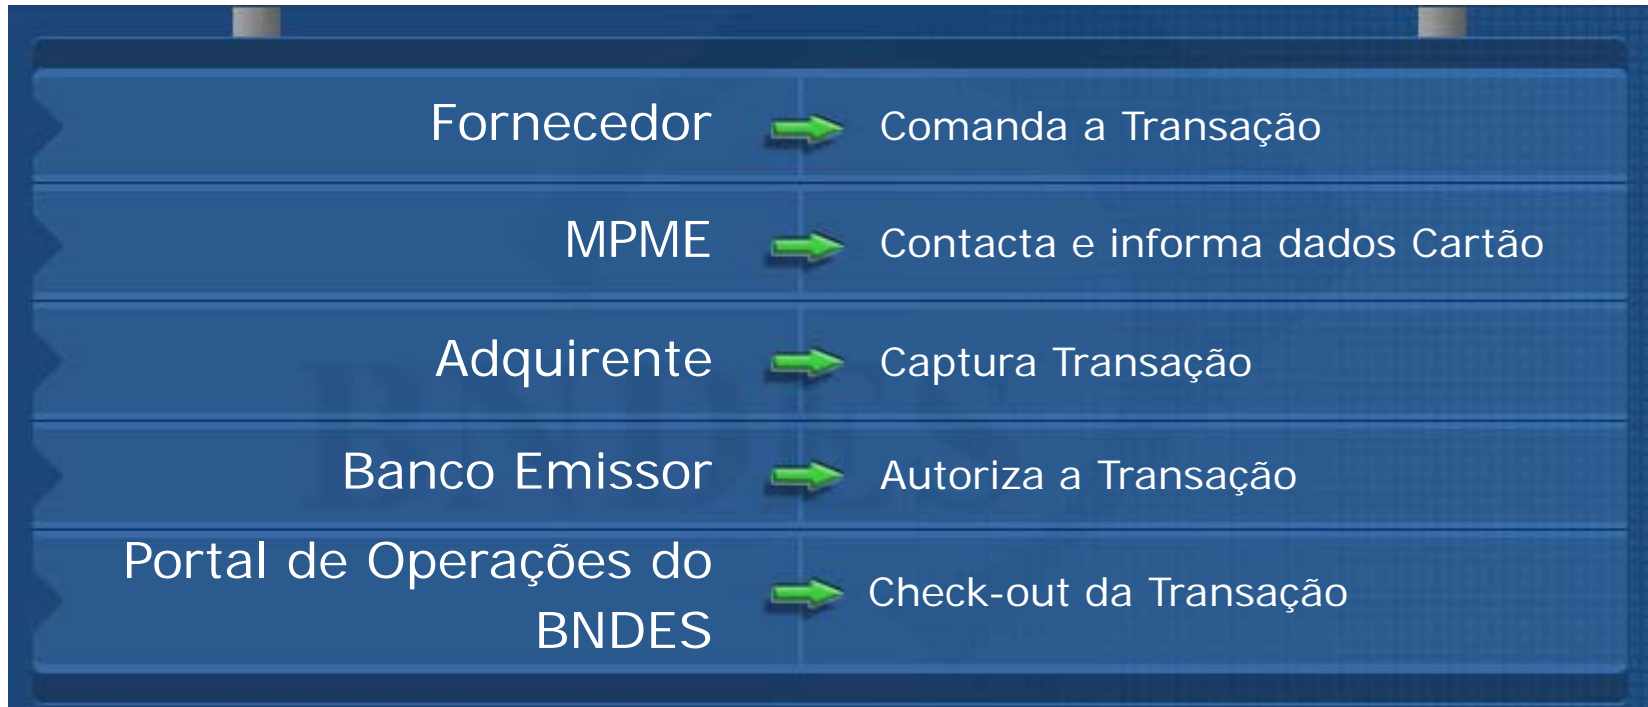 Fornecedor Comanda a Transação
MPME Contacta e informa dados Cartão
Adquirente Captura Transação
Banco Emissor Autoriza a Transação
Portal de Operações do
BNDES Check-out da Transação
BNDES